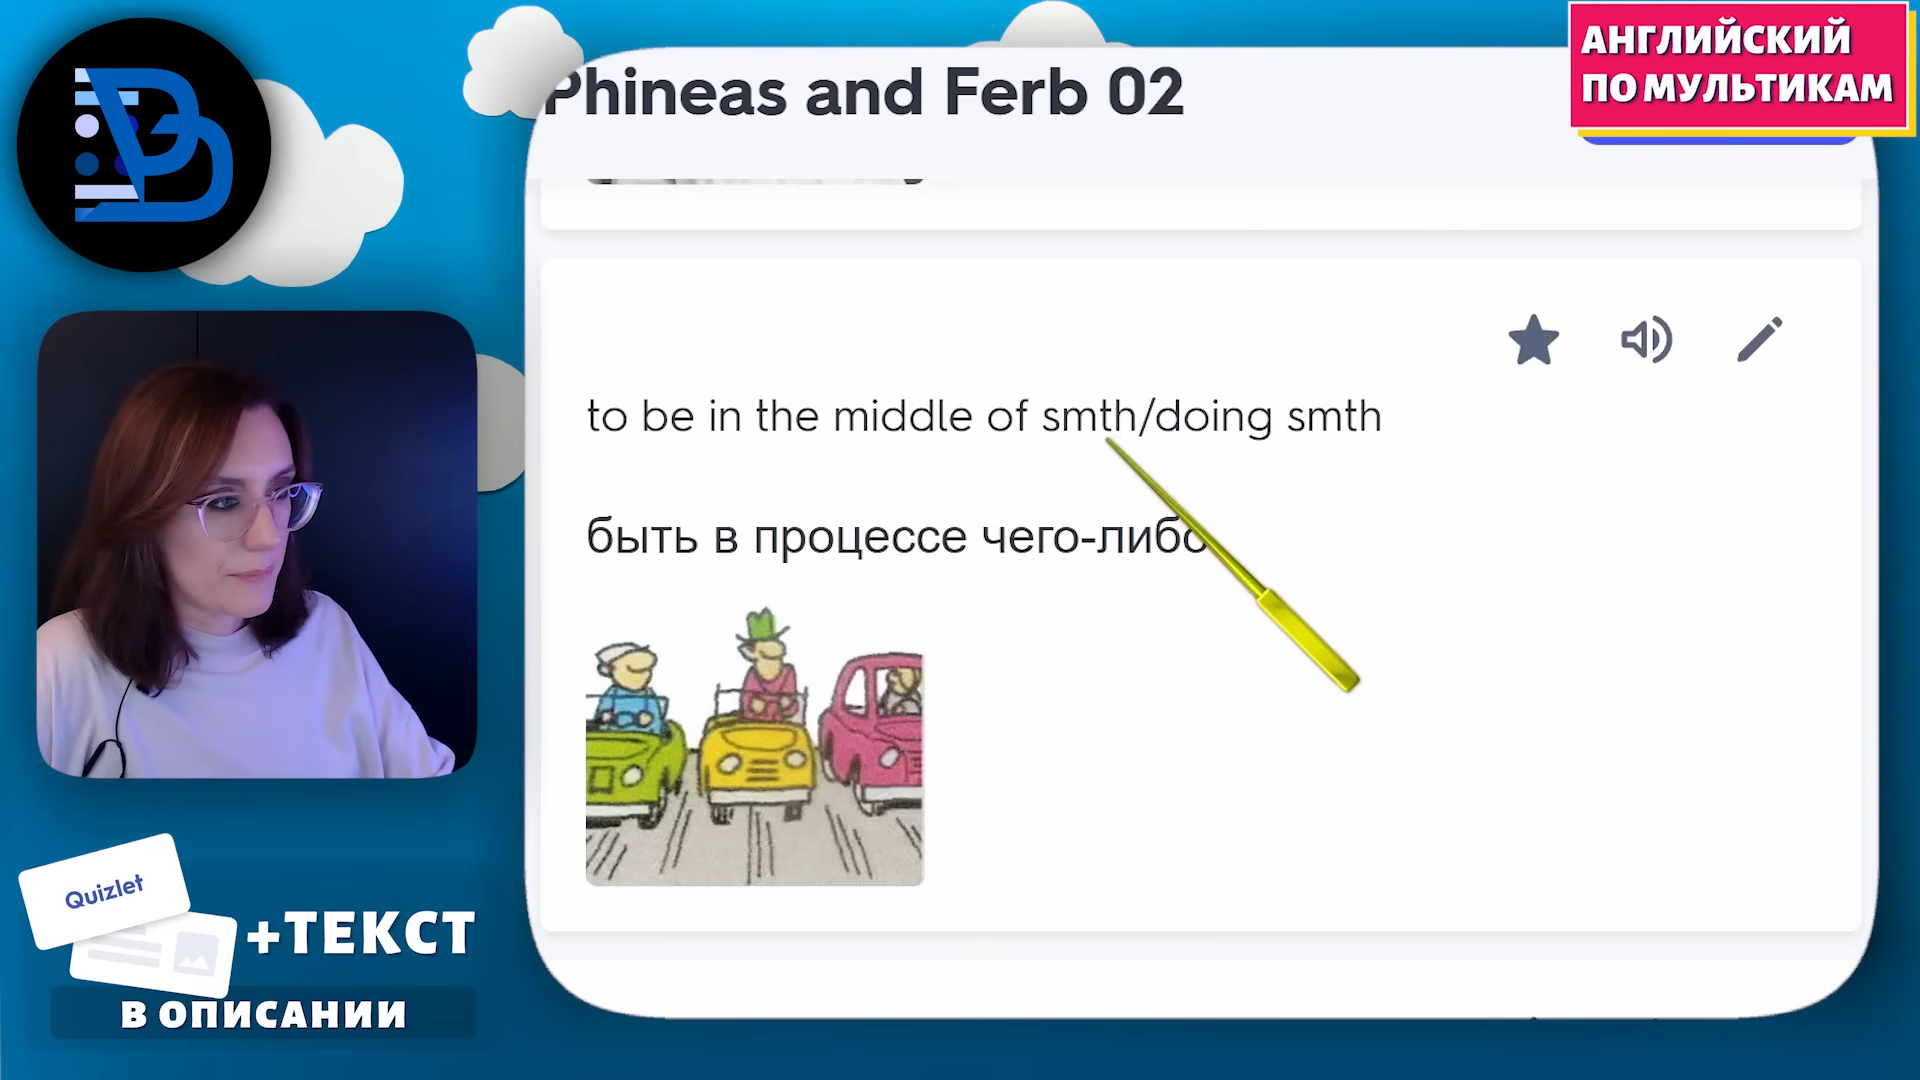 Phineas and Ferb 02
АНГЛИЙСКИЙ
ПО МУЛЬТИКАМ
to be in the middle of smth/doing smth
быть в процессе чего-либо
Quizlet
+ТЕКСТ
В ОПИСАНИИ